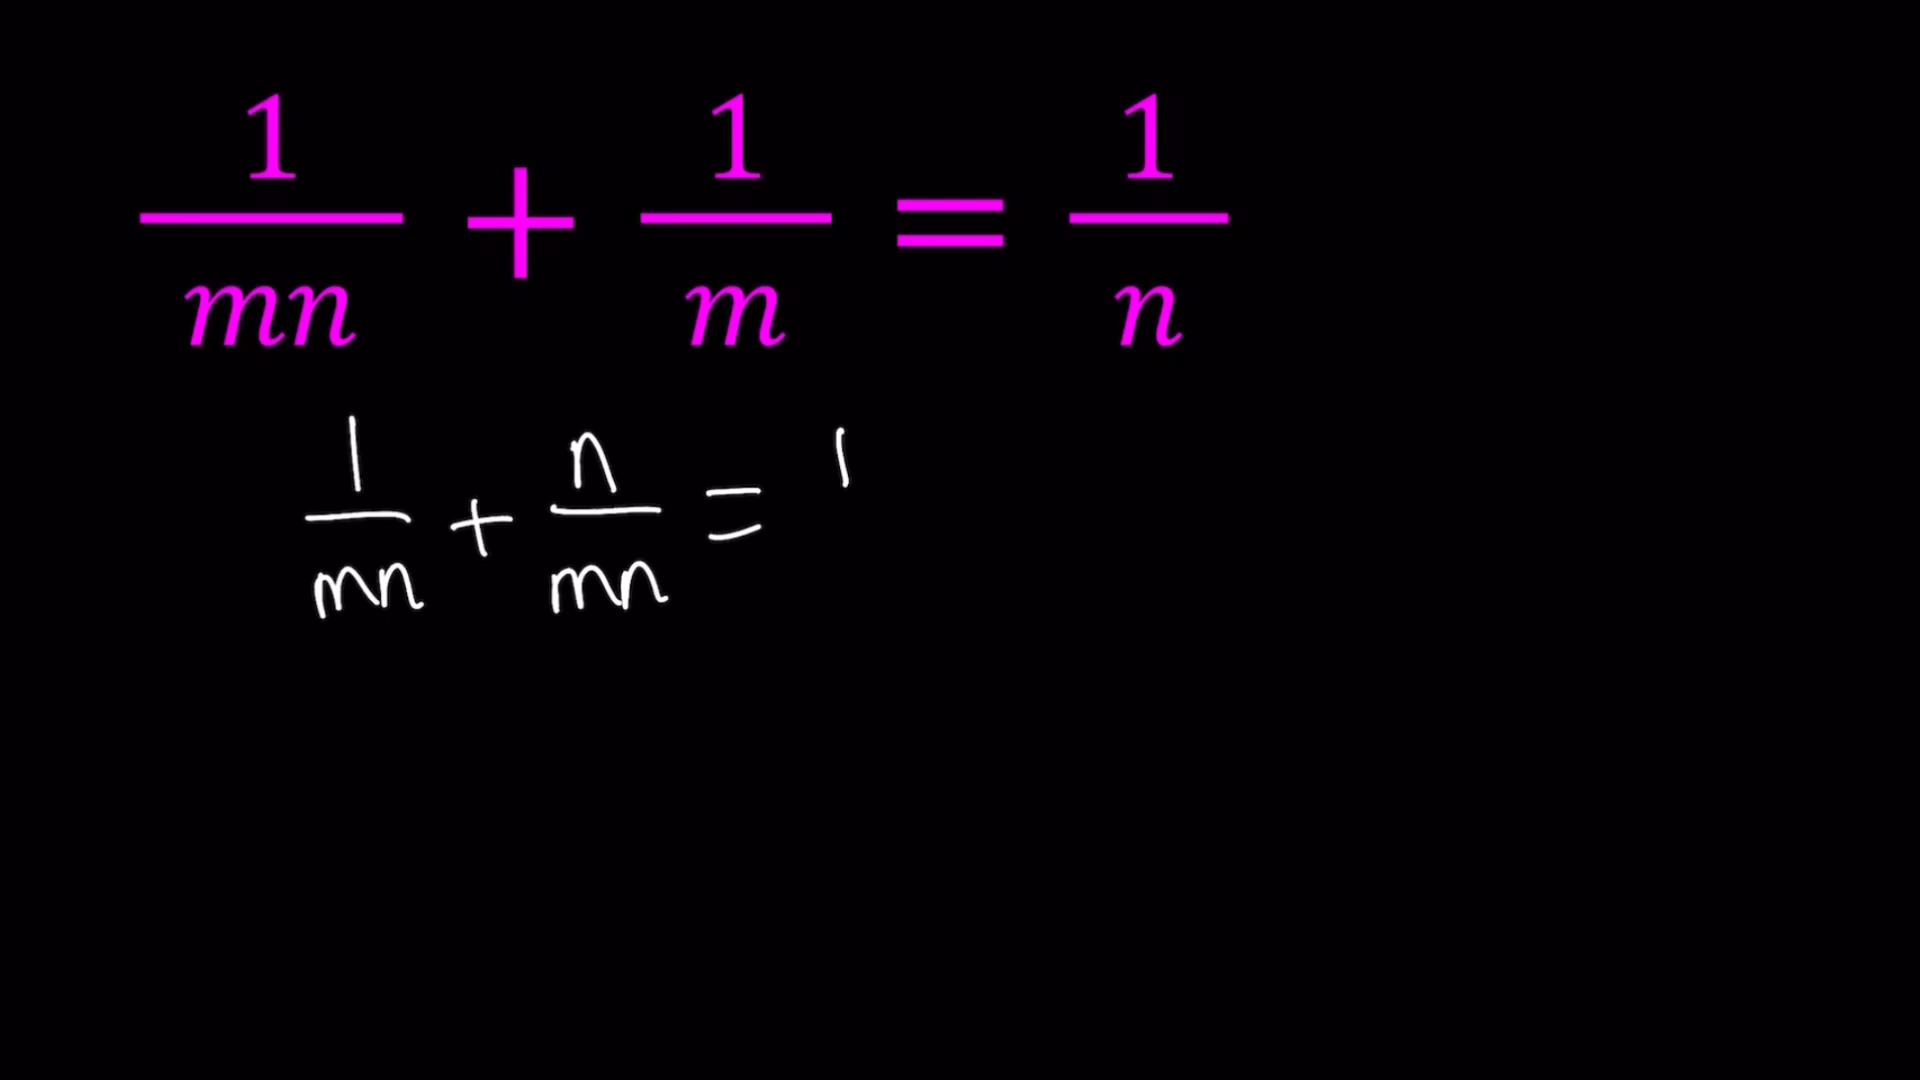 1/mn + 1/m = 1/n
1/mn + n/mn = 1